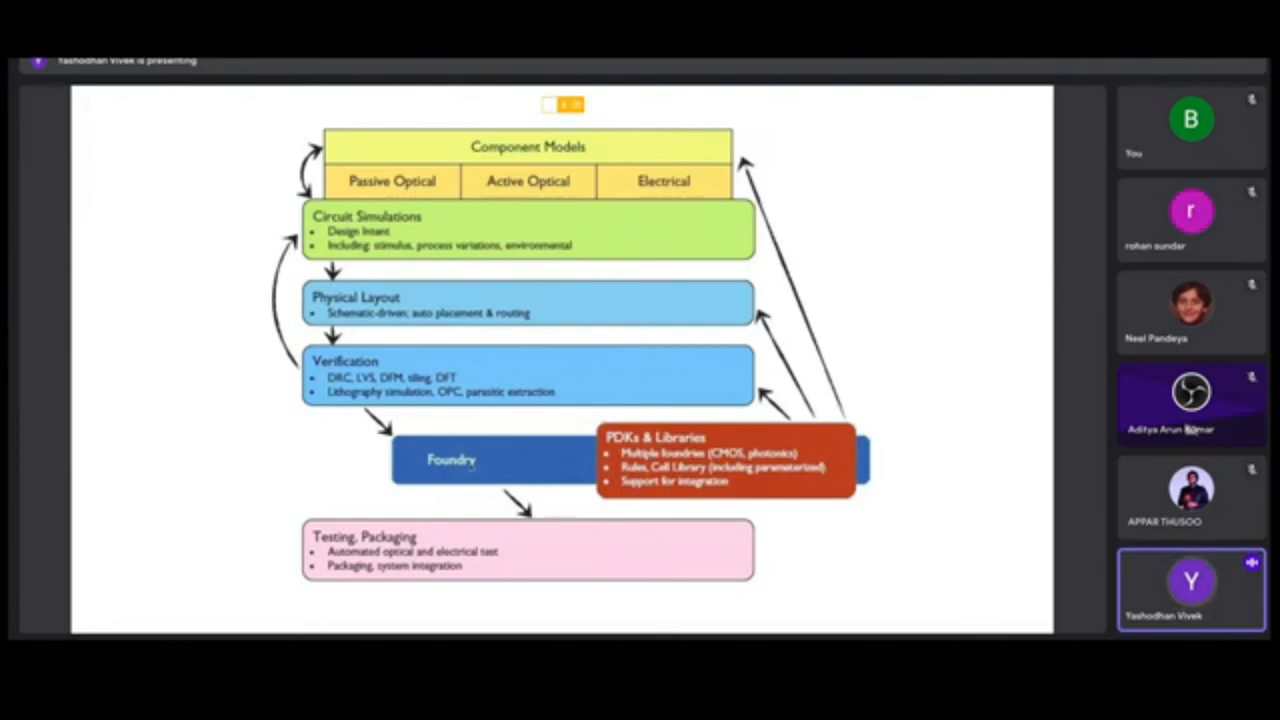 Yashodhan Vivek is presenting
Component Models
Passive Optical
Active Optical
Electrical
Circuit Simulations
• Design Intent
• Including: stimulus, process variations, environmental
Physical Layout
• Schematic-driven; auto placement & routing
Verification
• DRC, LVS, DFM, tiling, DFT
• Lithography simulation, OPC, parasitic extraction
Foundry
PDKs & Libraries
• Multiple foundries (CMOS, photonics)
• Rules, Cell Library (including parameterized)
• Support for integration
Testing, Packaging
• Automated optical and electrical test
• Packaging, system integration
B
You
r
rohan sundar
Neel Pandeya
Aditya Arun
APPAR THUSOO
Y
Yashodhan Vivek